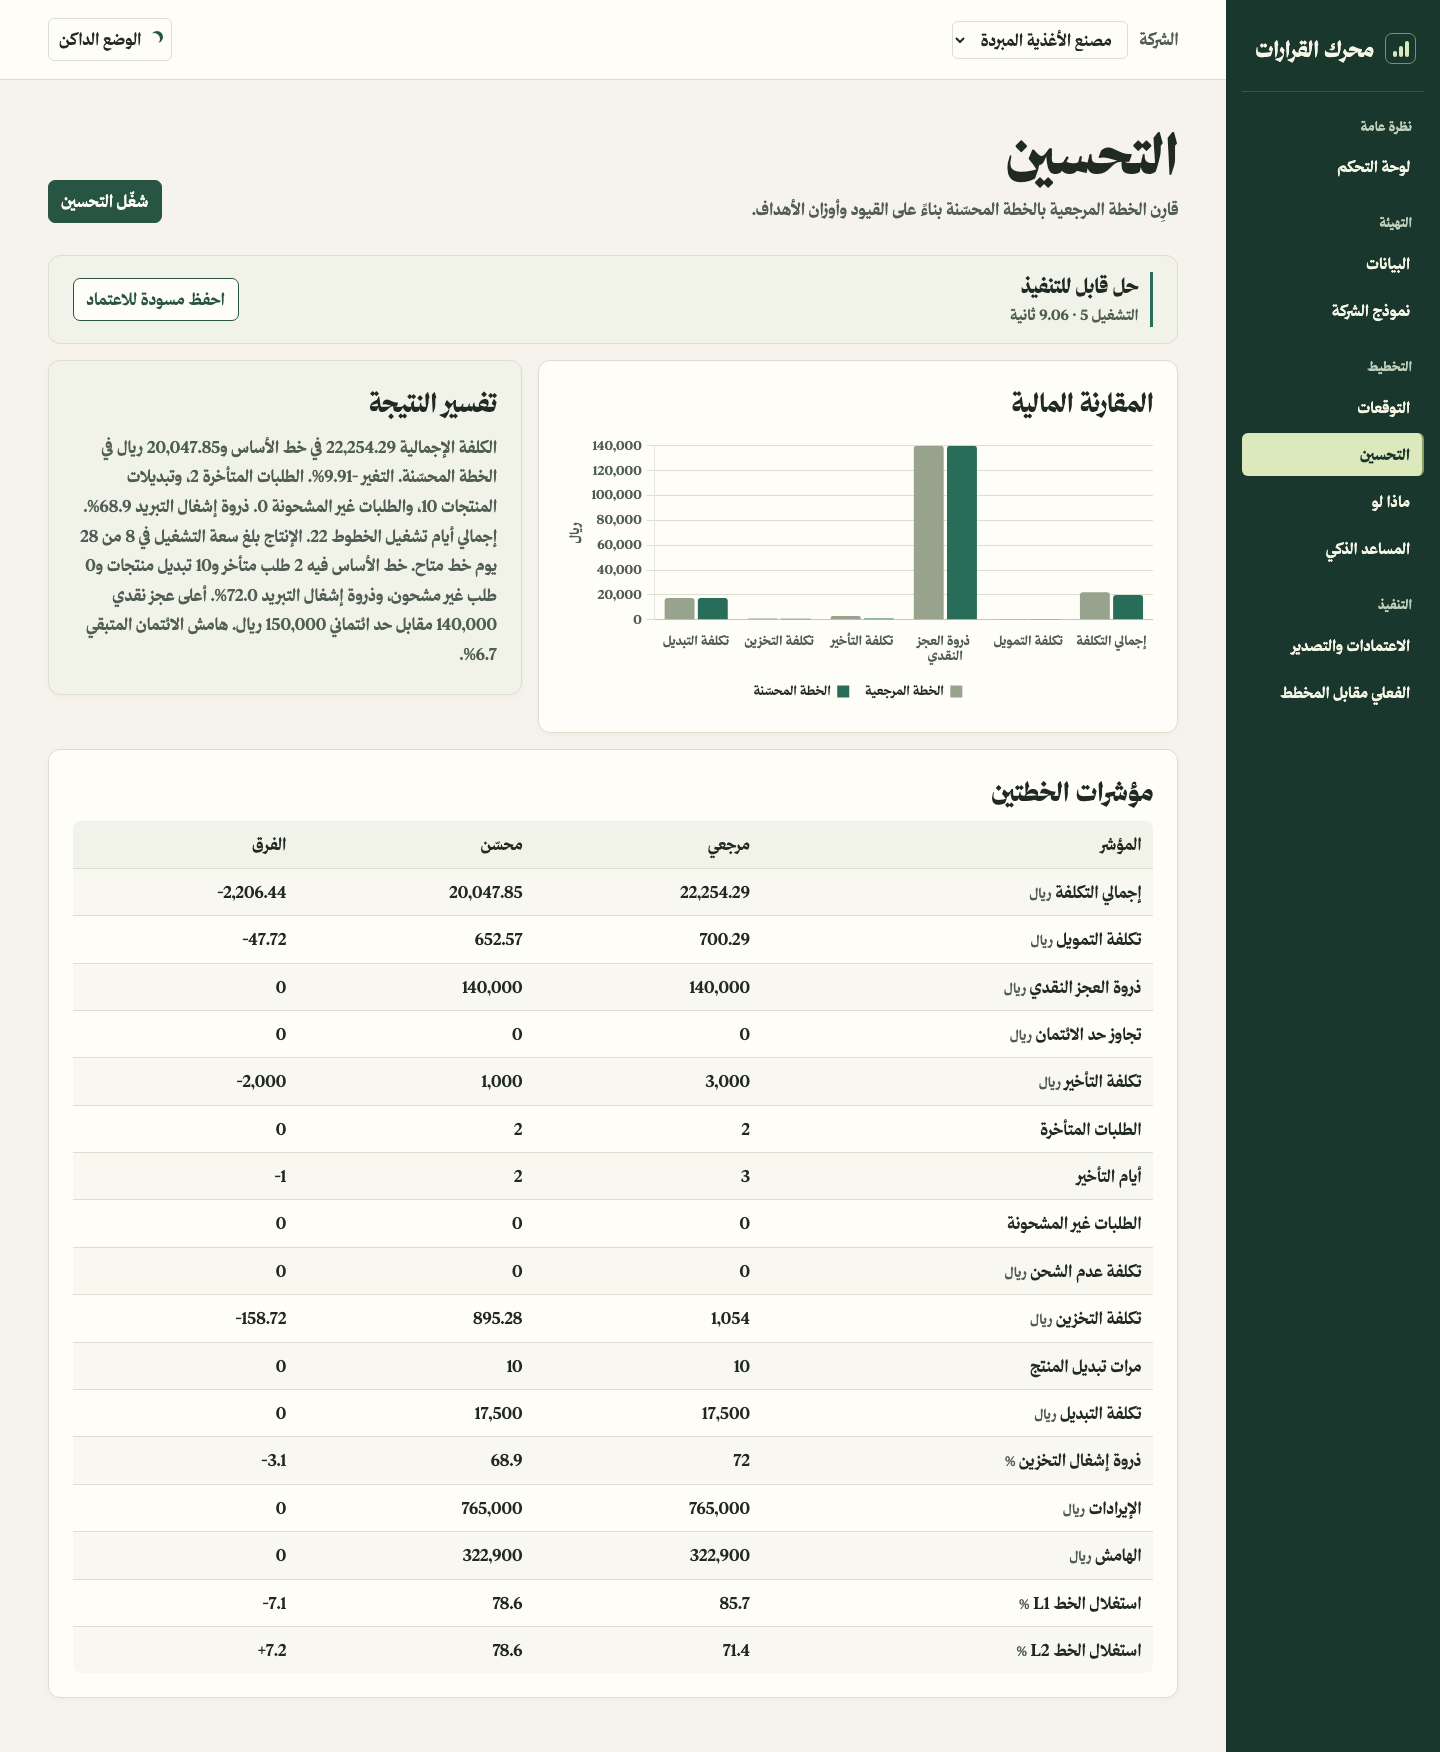 محرك القرارات
نظرة عامة
لوحة التحكم
التهيئة
البيانات
نموذج الشركة
التخطيط
التوقعات
التحسين
ماذا لو
المساعد الذكي
التنفيذ
الاعتمادات والتصدير
الفعلي مقابل المخطط
الشركة مصنع الأغذية المبردة
الوضع الداكن
التحسين
قارِن الخطة المرجعية بالخطة المحسّنة بناءً على القيود وأوزان الأهداف.
شغّل التحسين
حل قابل للتنفيذ
التشغيل 5 · 9.06 ثانية
احفظ مسودة للاعتماد
المقارنة المالية
140,000
120,000
100,000
80,000
60,000
40,000
20,000
0
ريال
إجمالي التكلفة
تكلفة التمويل
ذروة العجز
النقدي
تكلفة التأخير
تكلفة التخزين
تكلفة التبديل
الخطة المرجعية
الخطة المحسّنة
تفسير النتيجة
الكلفة الإجمالية 22,254.29 في خط الأساس و20,047.85 ريال في
الخطة المحسّنة. التغير -9.91%. الطلبات المتأخرة 2، وتبديلات
المنتجات 10، والطلبات غير المشحونة 0. ذروة إشغال التبريد 68.9%.
إجمالي أيام تشغيل الخطوط 22. الإنتاج بلغ سعة التشغيل في 8 من 28
يوم خط متاح. خط الأساس فيه 2 طلب متأخر و10 تبديل منتجات و0
طلب غير مشحون، وذروة إشغال التبريد 72.0%. أعلى عجز نقدي
140,000 مقابل حد ائتماني 150,000 ريال. هامش الائتمان المتبقي
6.7%.
مؤشرات الخطتين
المؤشر مرجعي محسّن الفرق
إجمالي التكلفة ريال 22,254.29 20,047.85 -2,206.44
تكلفة التمويل ريال 700.29 652.57 -47.72
ذروة العجز النقدي ريال 140,000 140,000 0
تجاوز حد الائتمان ريال 0 0 0
تكلفة التأخير ريال 3,000 1,000 -2,000
الطلبات المتأخرة 2 2 0
أيام التأخير 3 2 -1
الطلبات غير المشحونة 0 0 0
تكلفة عدم الشحن ريال 0 0 0
تكلفة التخزين ريال 1,054 895.28 -158.72
مرات تبديل المنتج 10 10 0
تكلفة التبديل ريال 17,500 17,500 0
ذروة إشغال التخزين % 72 68.9 -3.1
الإيرادات ريال 765,000 765,000 0
الهامش ريال 322,900 322,900 0
استغلال الخط L1 % 85.7 78.6 -7.1
استغلال الخط L2 % 71.4 78.6 +7.2